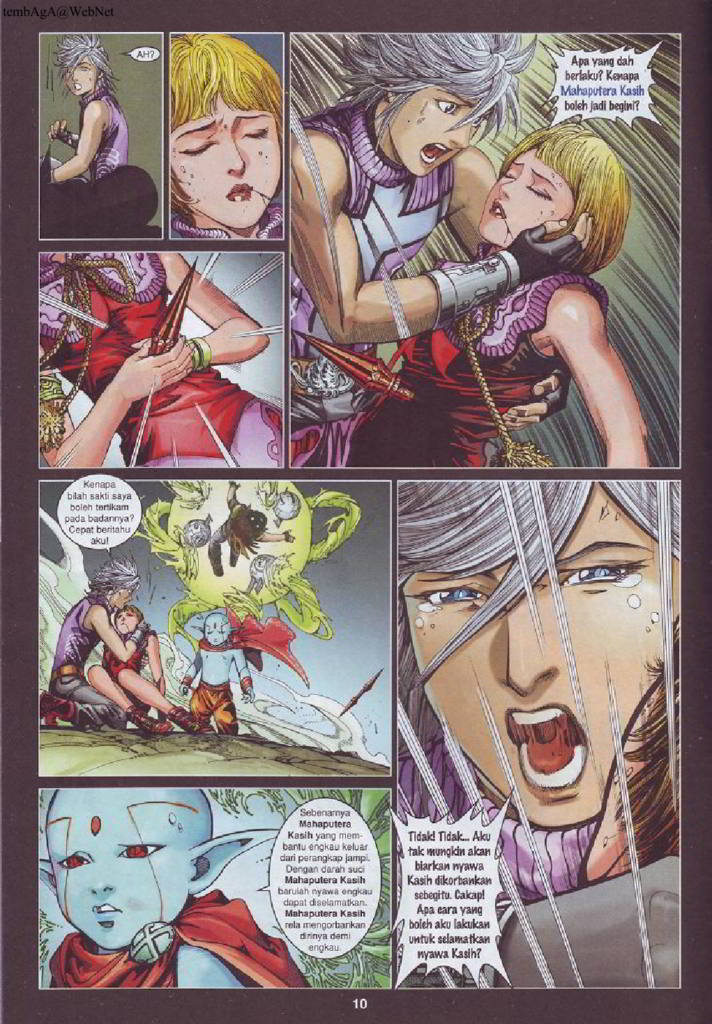 tembAgA@WebNet
AH?
Apa yang dah
berlaku? Kenapa
Mahaputera Kasih
boleh jadi begini?
Kenapa
bilah sakti saya
boleh tertikam
pada badannya?
Cepat beritahu
aku!
Tidak! Tidak... Aku
tak mungkin akan
biarkan nyawa
Kasih dikorbankan
sebegitu. Cakap!
Apa cara yang
boleh aku lakukan
untuk selamatkan
nyawa Kasih?
Sebenarnya
Mahaputera
Kasih yang mem-
bantu engkau keluar
dari perangkap jampi.
Dengan darah suci
Mahaputera Kasih
barulah nyawa engkau
dapat diselamatkan.
Mahaputera Kasih
rela mengorbankan
dirinya demi
engkau.
10